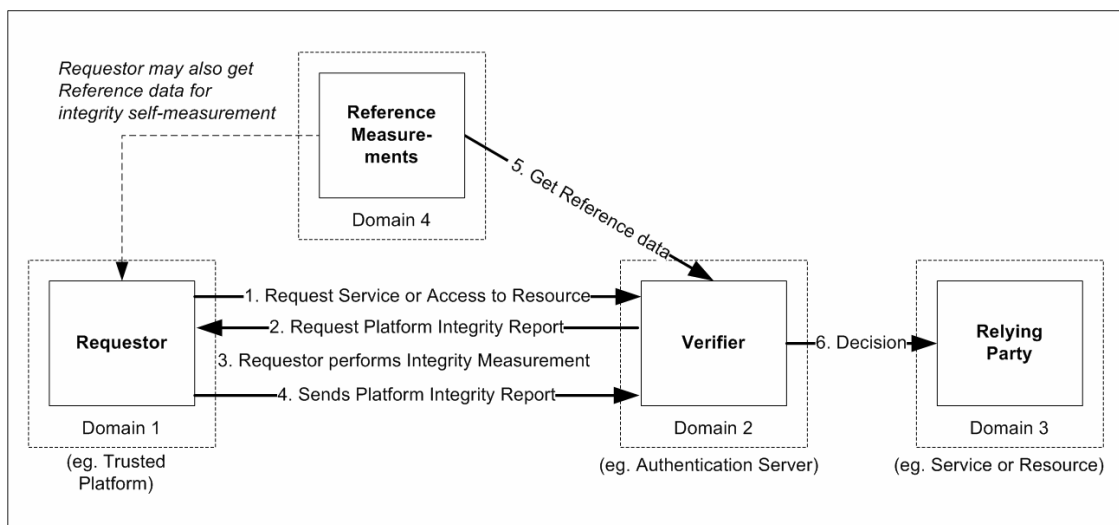 Requestor may also get
Reference data for
integrity self-measurement
Reference
Measure-
ments
Domain 4
5. Get Reference data
Requestor
1. Request Service or Access to Resource
2. Request Platform Integrity Report
3. Requestor performs Integrity Measurement
4. Sends Platform Integrity Report
Domain 1
(eg. Trusted
Platform)
Verifier
Domain 2
(eg. Authentication Server)
6. Decision
Relying
Party
Domain 3
(eg. Service or Resource)